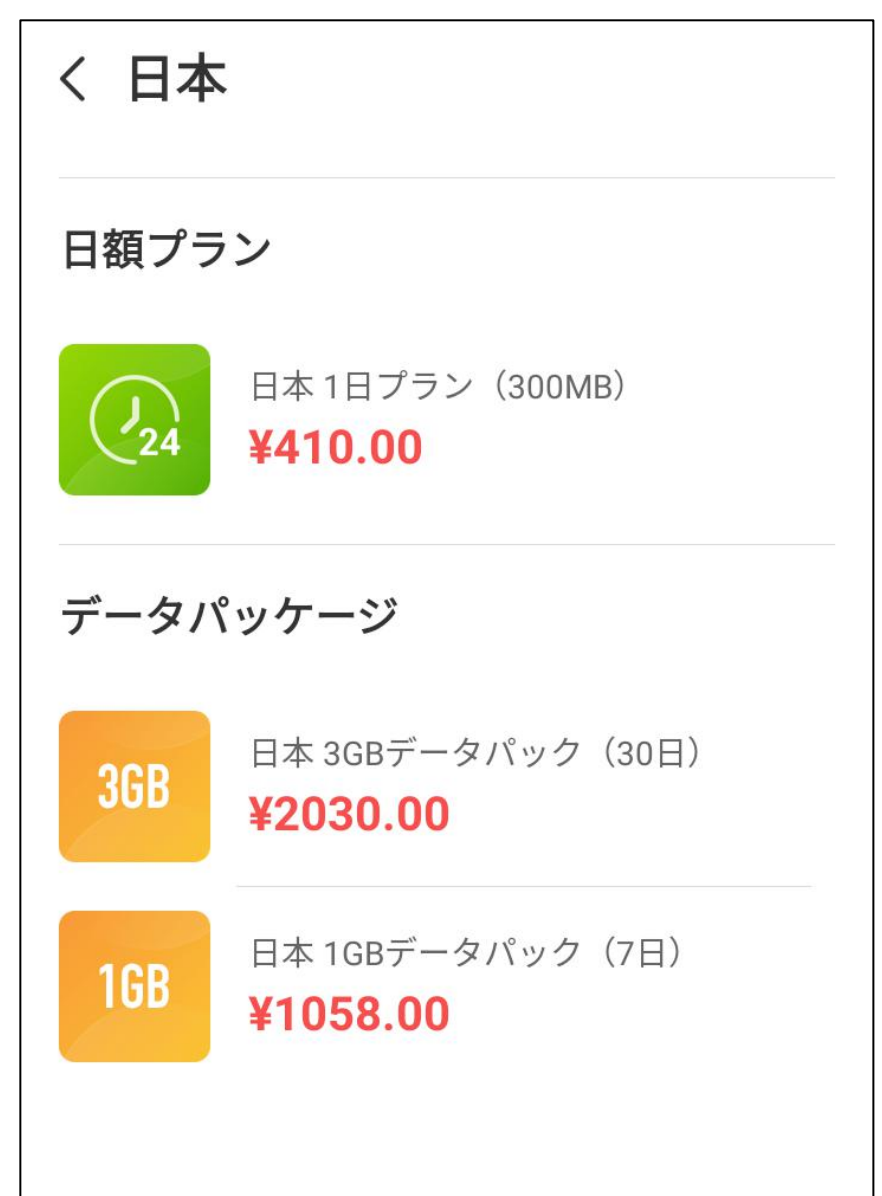 日本
日額プラン
24
日本 1日プラン（300MB）
¥410.00
データパッケージ
3GB
日本 3GBデータパック（30日）
¥2030.00
1GB
日本 1GBデータパック（7日）
¥1058.00